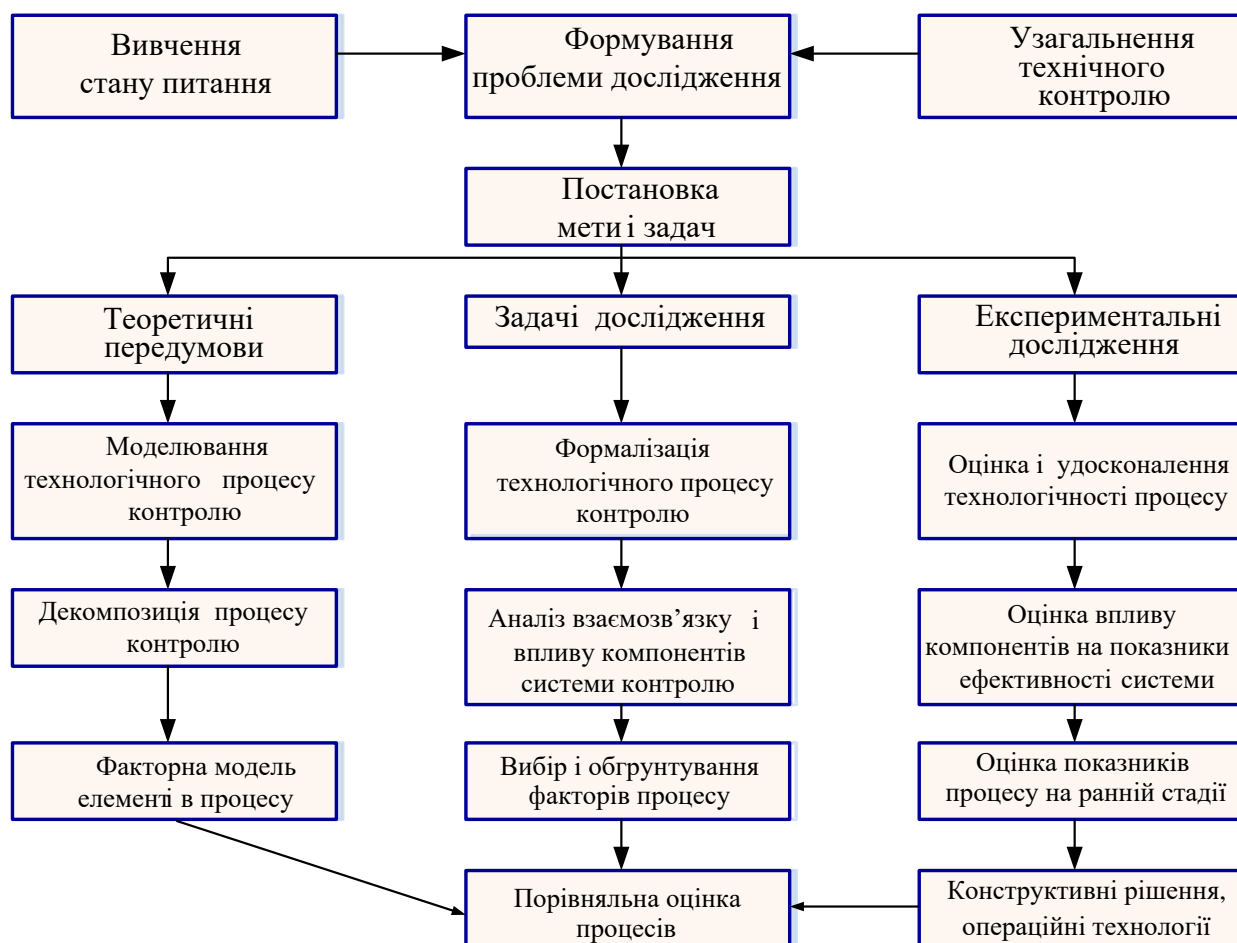 Вивчення
стану питання
Формування
проблеми дослідження
Узагальнення
технічного
контролю
Постановка
мети і задач
Теоретичні
передумови
Задачі дослідження
Експериментальні
дослідження
Моделювання
технологічного процесу
контролю
Формалізація
технологічного процесу
контролю
Оцінка і удосконалення
технологічності процесу
Декомпозиція процесу
контролю
Аналіз взаємозв’язку і
впливу компонентів
системи контролю
Оцінка впливу
компонентів на показники
ефективності системи
Факторна модель
елементі в процесу
Вибір і обгрунтування
факторів процесу
Оцінка показників
процесу на ранній стадії
Порівняльна оцінка
процесів
Конструктивні рішення,
операційні технології